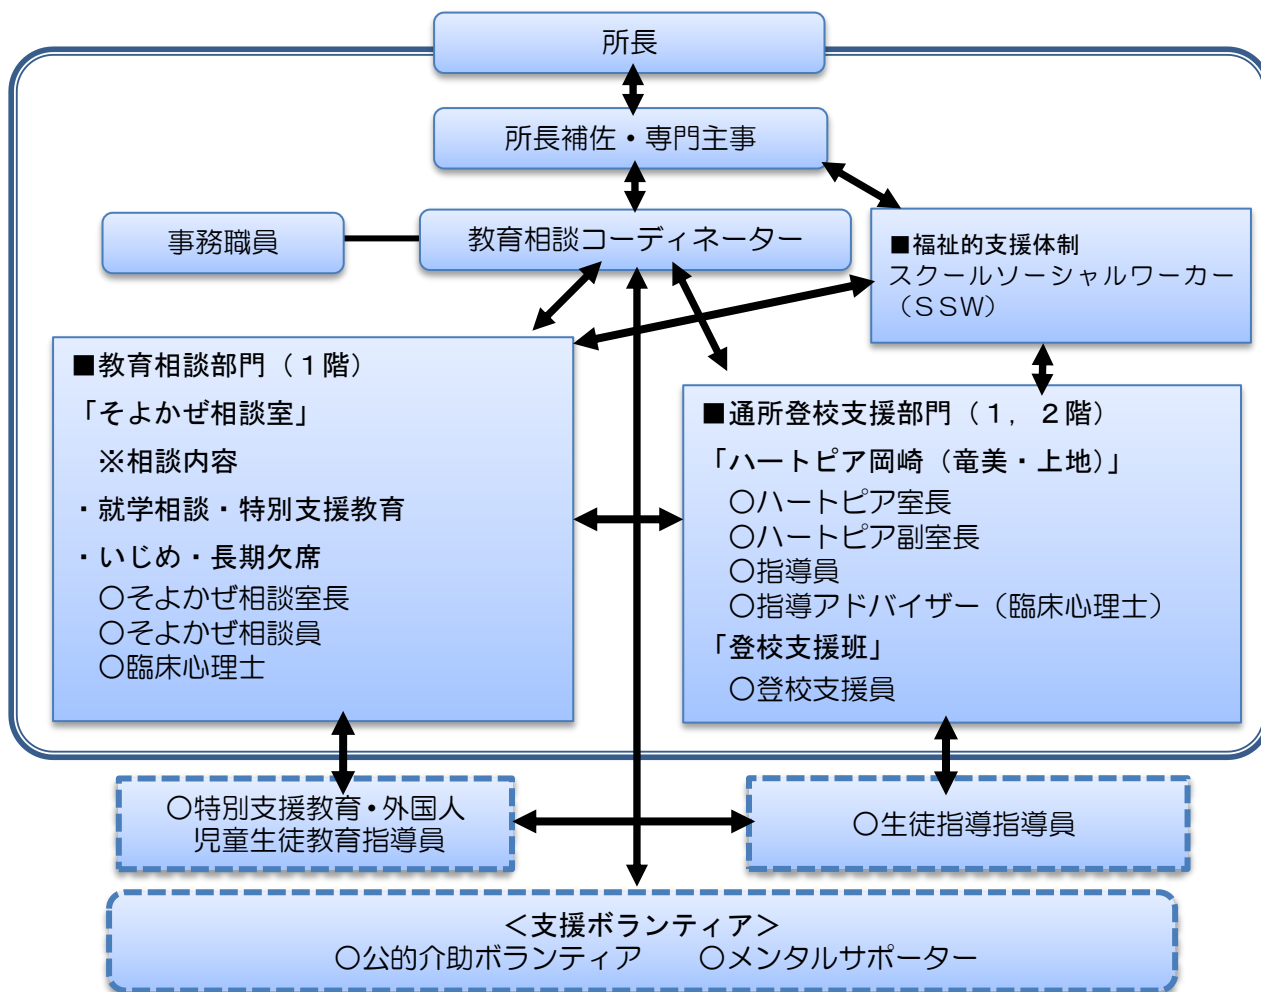 所長
所長補佐・専門主事
事務職員
教育相談コーディネーター
■福祉的支援体制
スクールソーシャルワーカー
（ＳＳＷ）
■教育相談部門（１階）
「そよかぜ相談室」
※相談内容
・就学相談・特別支援教育
・いじめ・長期欠席
○そよかぜ相談室長
○そよかぜ相談員
○臨床心理士
■通所登校支援部門（１，２階）
「ハートピア岡崎（竜美・上地）」
○ハートピア室長
○ハートピア副室長
○指導員
○指導アドバイザー（臨床心理士）
「登校支援班」
○登校支援員
○特別支援教育・外国人
児童生徒教育指導員
○生徒指導指導員
＜支援ボランティア＞
○公的介助ボランティア　　○メンタルサポーター